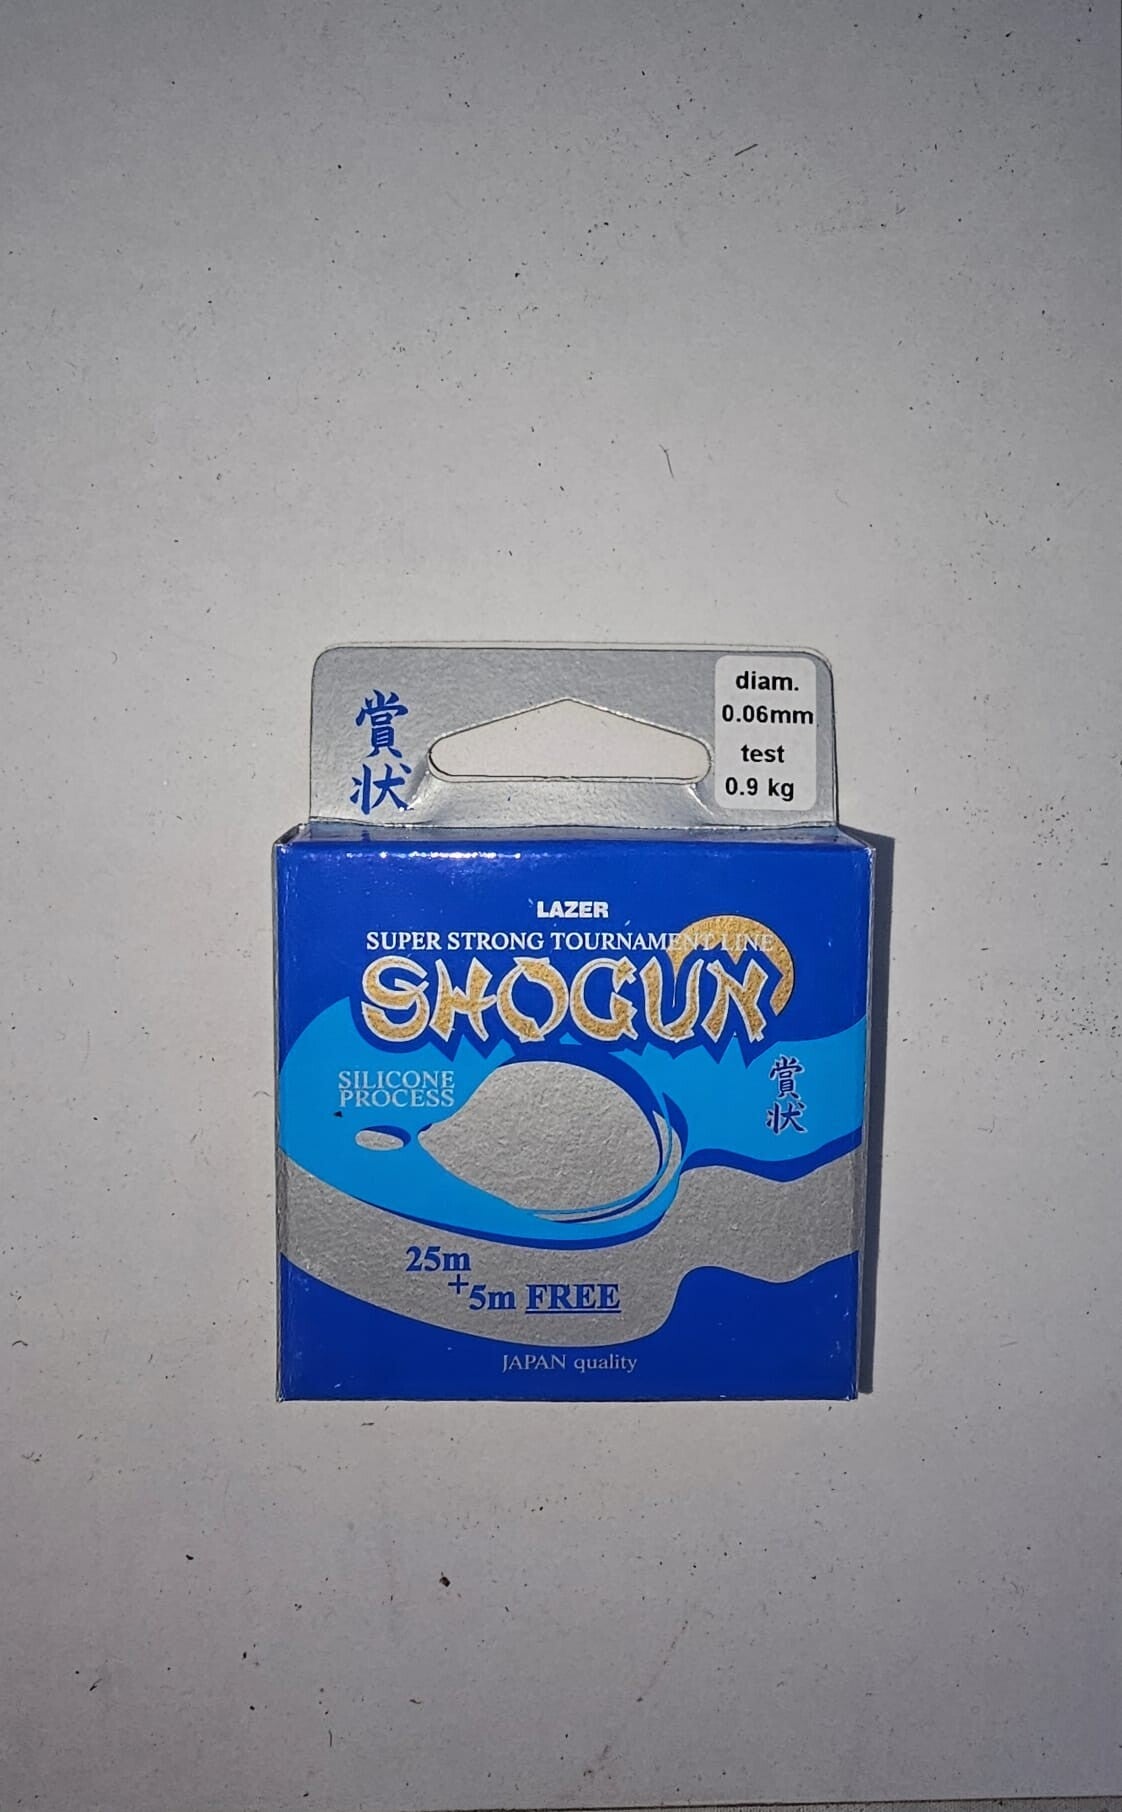 賞状
diam.
0.06mm
test
0.9 kg
LAZER
SUPER STRONG TOURNAMENT LINE
SHOGUN
SILICONE
PROCESS
賞状
25m
+5m FREE
JAPAN quality